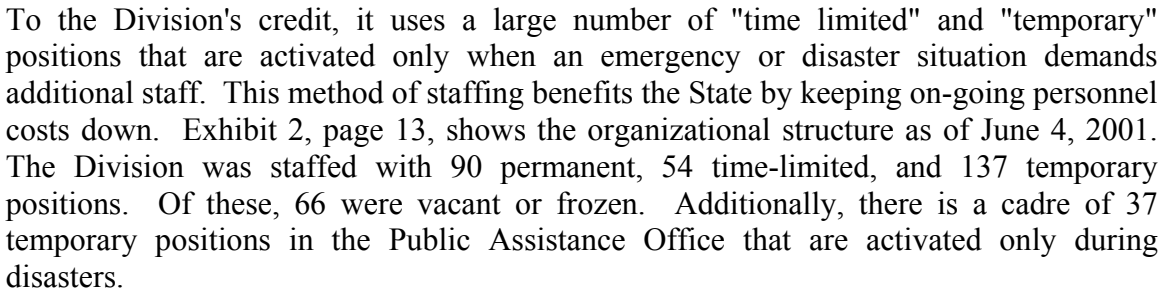 To the Division's credit, it uses a large number of "time limited" and "temporary"
positions that are activated only when an emergency or disaster situation demands
additional staff.  This method of staffing benefits the State by keeping on-going personnel
costs down.  Exhibit 2, page 13, shows the organizational structure as of June 4, 2001.
The Division was staffed with 90 permanent, 54 time-limited, and 137 temporary
positions.  Of these, 66 were vacant or frozen.  Additionally, there is a cadre of 37
temporary positions in the Public Assistance Office that are activated only during
disasters.